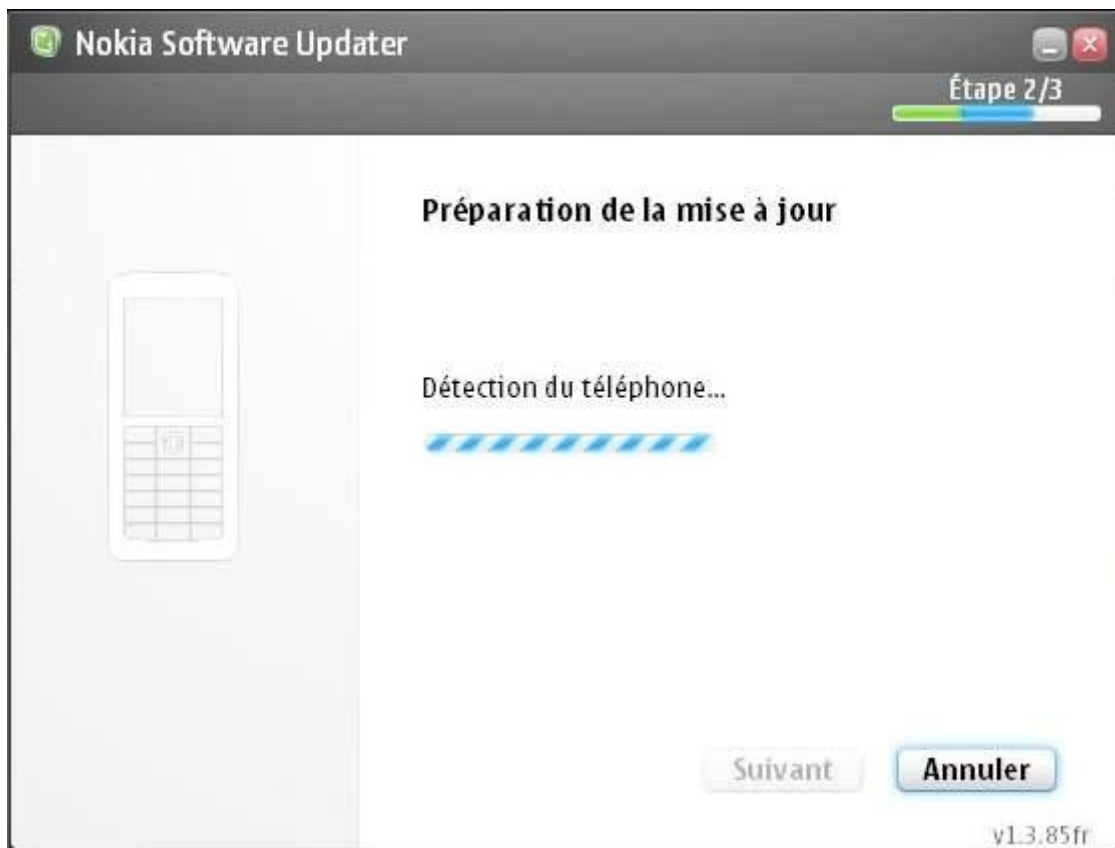 Nokia Software Updater
Étape 2/3
Préparation de la mise à jour
Détection du téléphone...
Suivant
Annuler
v1.3.85fr